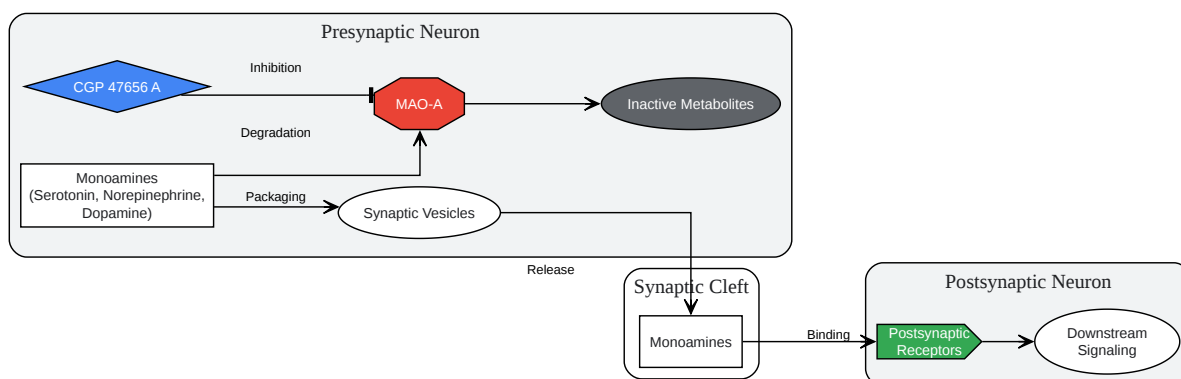 Presynaptic Neuron
Inhibition
CGP 47656 A
MAO-A
Inactive Metabolites
Degradation
Monoamines
(Serotonin, Norepinephrine,
Dopamine)
Packaging
Synaptic Vesicles
Release
Synaptic Cleft
Monoamines
Binding
Postsynaptic Neuron
Postsynaptic
Receptors
Downstream
Signaling